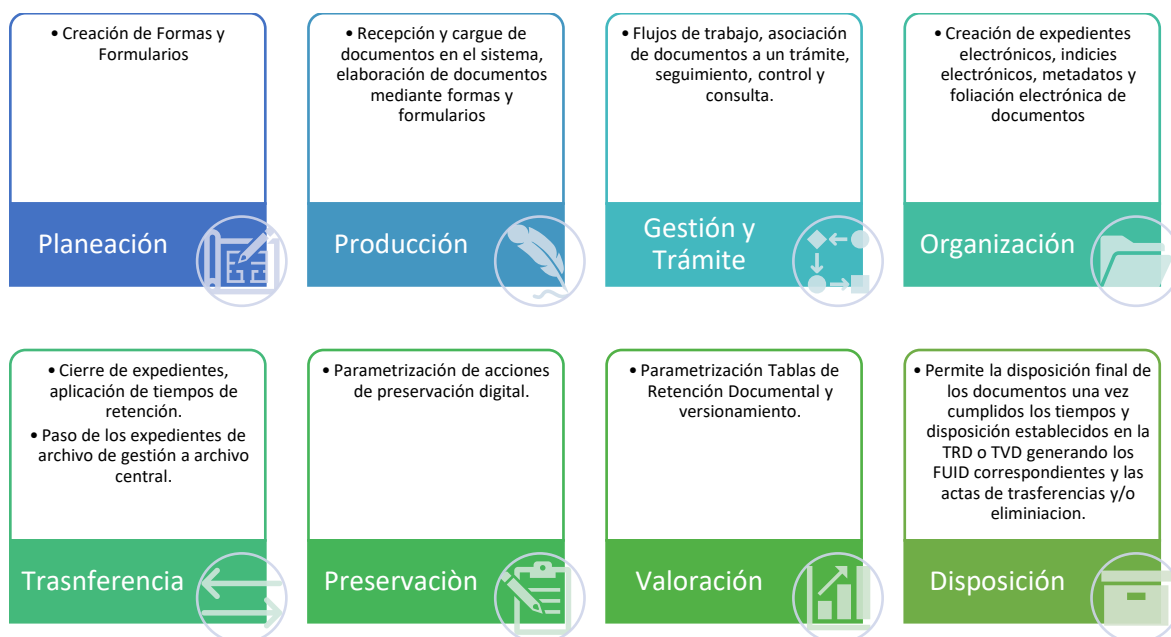 • Creación de Formas y
Formularios
Planeación
• Recepción y cargue de
documentos en el sistema,
elaboración de documentos
mediante formas y
formularios
Producción
• Flujos de trabajo, asociación
de documentos a un trámite,
seguimiento, control y
consulta.
Gestión y
Trámite
• Creación de expedientes
electrónicos, indicies
electrónicos, metadatos y
foliación electrónica de
documentos
Organización
• Cierre de expedientes,
aplicación de tiempos de
retención.
• Paso de los expedientes de
archivo de gestión a archivo
central.
Trasnferencia
• Parametrización de acciones
de preservación digital.
Preservaciòn
• Parametrización Tablas de
Retención Documental y
versionamiento.
Valoración
• Permite la disposición final de
los documentos una vez
cumplidos los tiempos y
disposición establecidos en la
TRD o TVD generando los
FUID correspondientes y las
actas de trasferencias y/o
eliminiacion.
Disposición